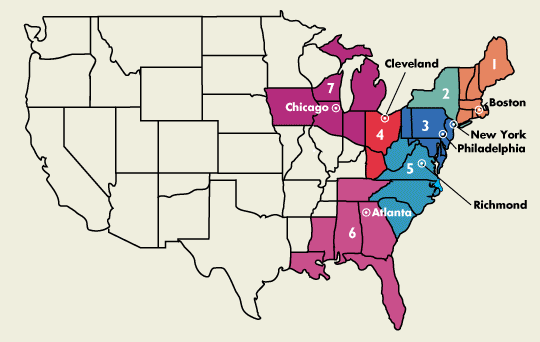 1
Cleveland
7
2
Chicago
Boston
4
3
New York
Philadelphia
5
Richmond
Atlanta
6